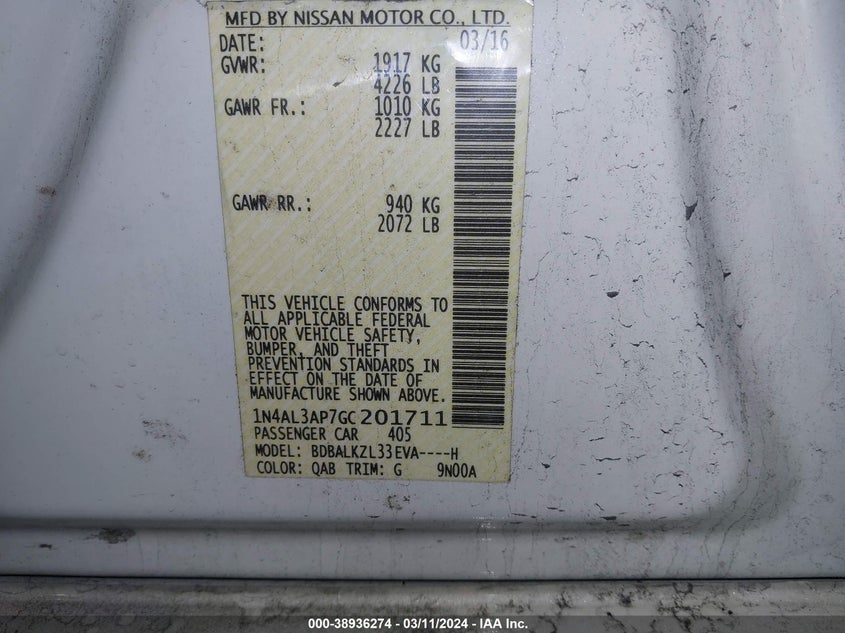 MFD BY NISSAN MOTOR CO., LTD.
DATE: 03/16
GVWR: 1917 KG
4226 LB
GAWR FR.: 1010 KG
2227 LB
GAWR RR.: 940 KG
2072 LB
THIS VEHICLE CONFORMS TO
ALL APPLICABLE FEDERAL
MOTOR VEHICLE SAFETY,
BUMPER, AND THEFT
PREVENTION STANDARDS IN
EFFECT ON THE DATE OF
MANUFACTURE SHOWN ABOVE.
1N4AL3AP7GC201711
PASSENGER CAR 405
MODEL: BDBALKZL33EVA----H
COLOR: QAB TRIM: G 9N00A
000-38936274 - 03/11/2024 - IAA Inc.